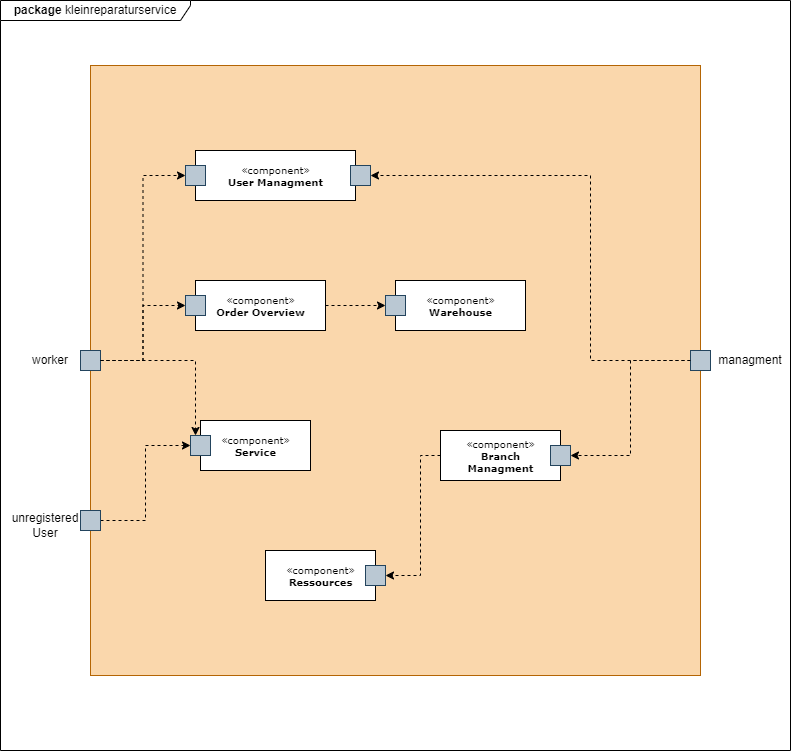 package kleinreparaturservice
«component»
User Managment
«component»
Order Overview
«component»
Warehouse
worker
managment
«component»
Service
«component»
Branch
Managment
unregistered
User
«component»
Ressources